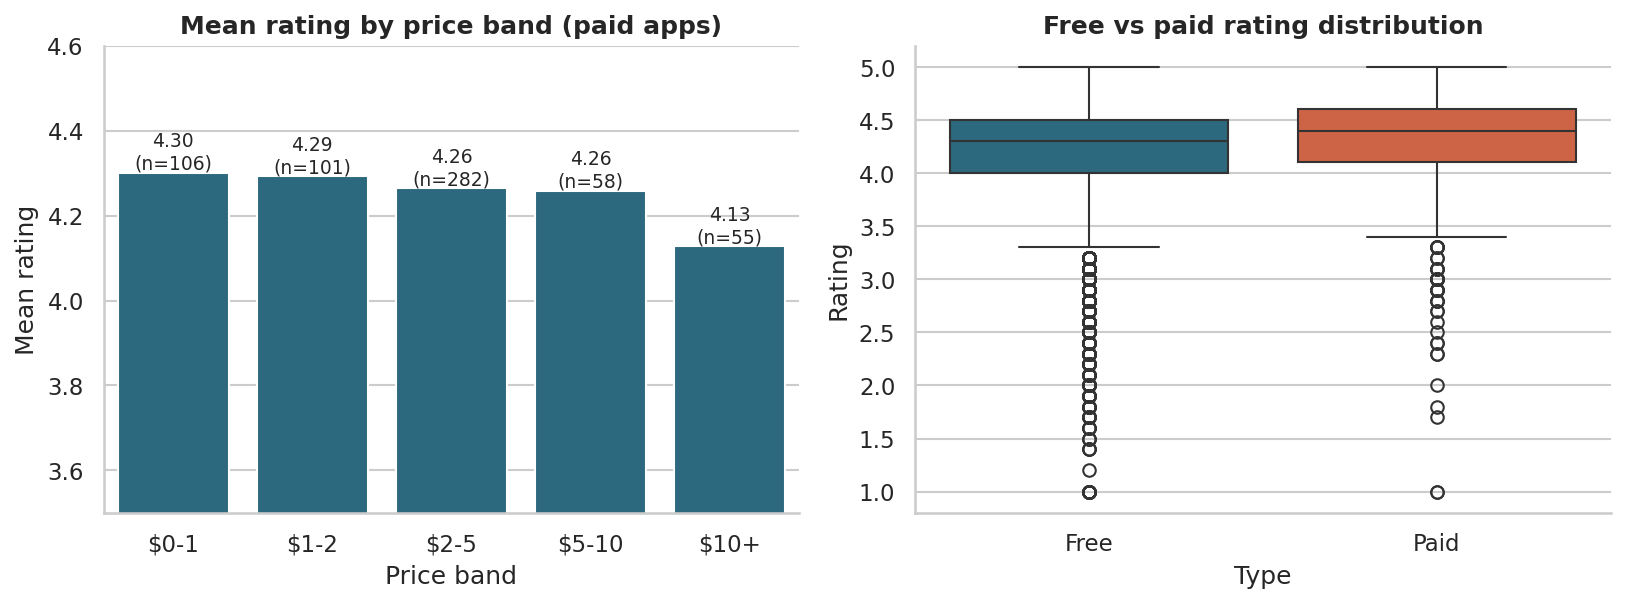 Mean rating by price band (paid apps)
4.6
4.4
4.2
4.0
3.8
3.6
Mean rating
4.30
(n=106)
4.29
(n=101)
4.26
(n=282)
4.26
(n=58)
4.13
(n=55)
$0-1
$1-2
$2-5
$5-10
$10+
Price band
Free vs paid rating distribution
5.0
4.5
4.0
3.5
3.0
2.5
2.0
1.5
1.0
Rating
Free
Paid
Type